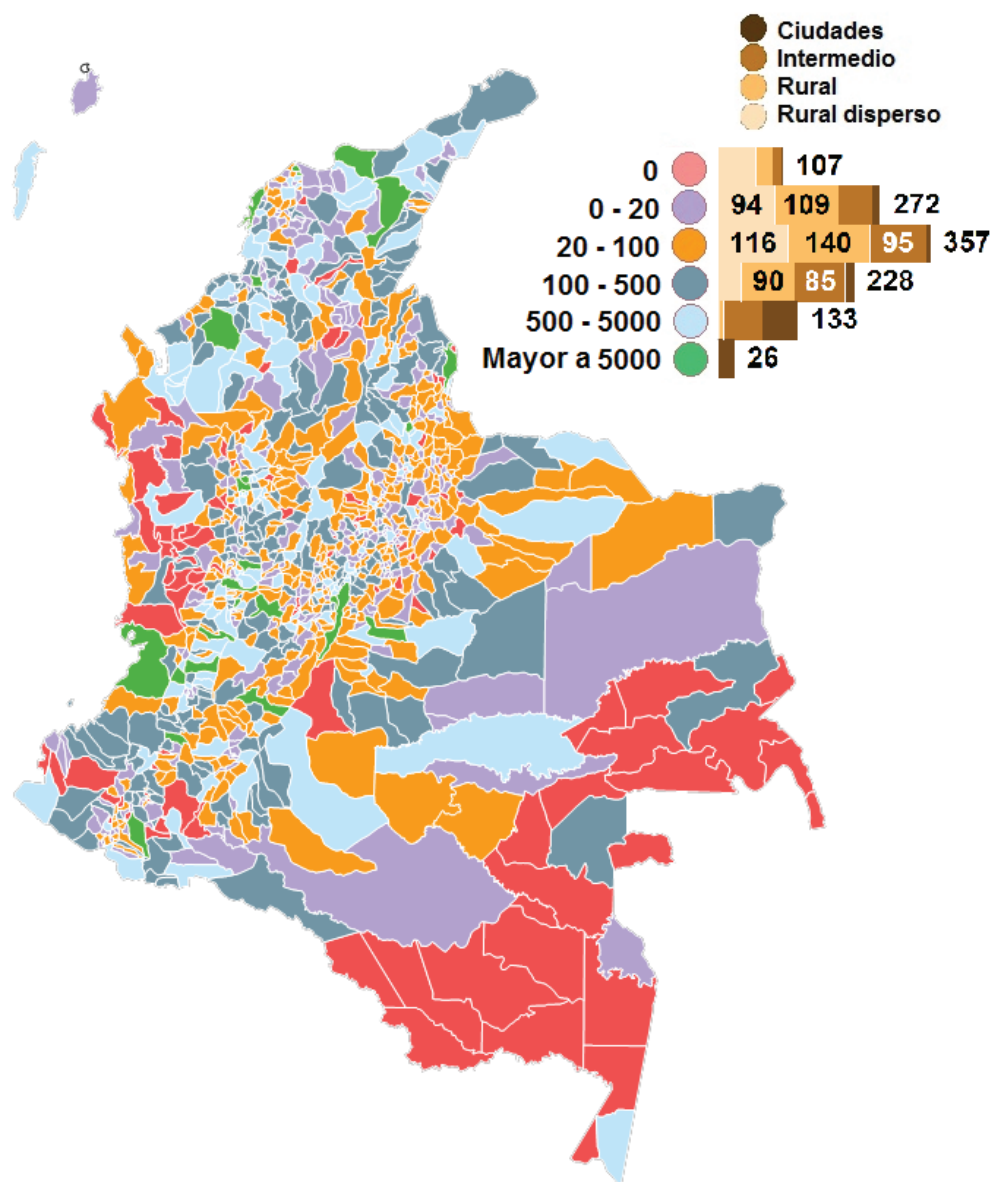 Ciudades
Intermedio
Rural
Rural disperso
0 107
0 - 20 94 109 272
20 - 100 116 140 95 357
100 - 500 90 85 228
500 - 5000 133
Mayor a 5000 26